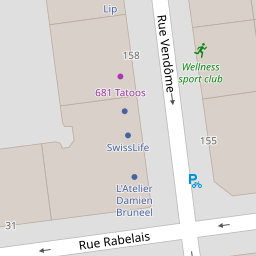 Lip
158
Rue Vendôme
Wellness
sport club
681 Tatoos
SwissLife
155
L'Atelier
Damien
Bruneel
31
Rue Rabelais